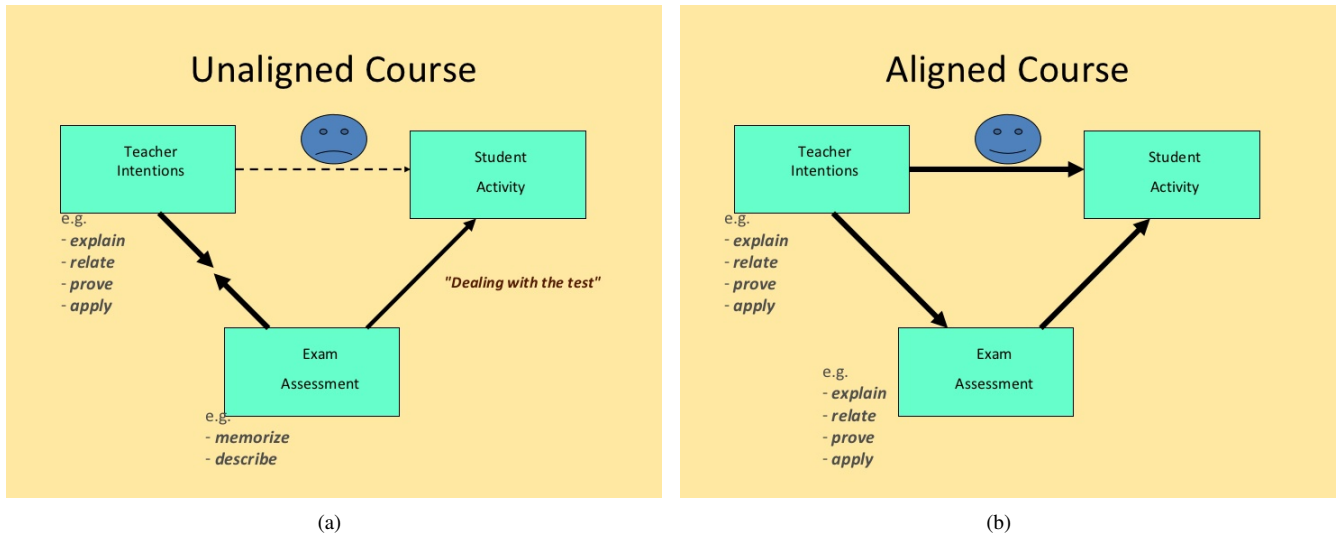 Unaligned Course
Teacher
Intentions
Student
Activity
e.g.
- explain
- relate
- prove
- apply
"Dealing with the test"
Exam
Assessment
e.g.
- memorize
- describe
(a)
Aligned Course
Teacher
Intentions
Student
Activity
e.g.
- explain
- relate
- prove
- apply
Exam
Assessment
e.g.
- explain
- relate
- prove
- apply
(b)